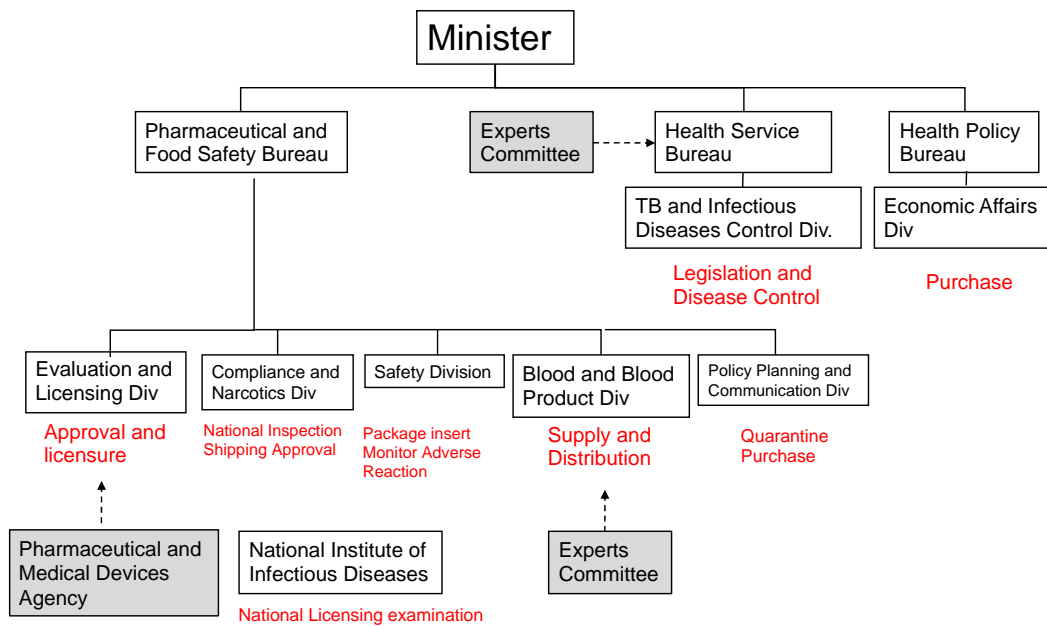 Minister
Pharmaceutical and
Food Safety Bureau
Experts
Committee
Health Service
Bureau
Health Policy
Bureau
TB and Infectious
Diseases Control Div.
Economic Affairs
Div
Legislation and
Disease Control
Purchase
Evaluation and
Licensing Div
Compliance and
Narcotics Div
Safety Division
Blood and Blood
Product Div
Policy Planning and
Communication Div
Approval and
licensure
National Inspection
Shipping Approval
Package insert
Monitor Adverse
Reaction
Supply and
Distribution
Quarantine
Purchase
Pharmaceutical and
Medical Devices
Agency
National Institute of
Infectious Diseases
Experts
Committee
National Licensing examination